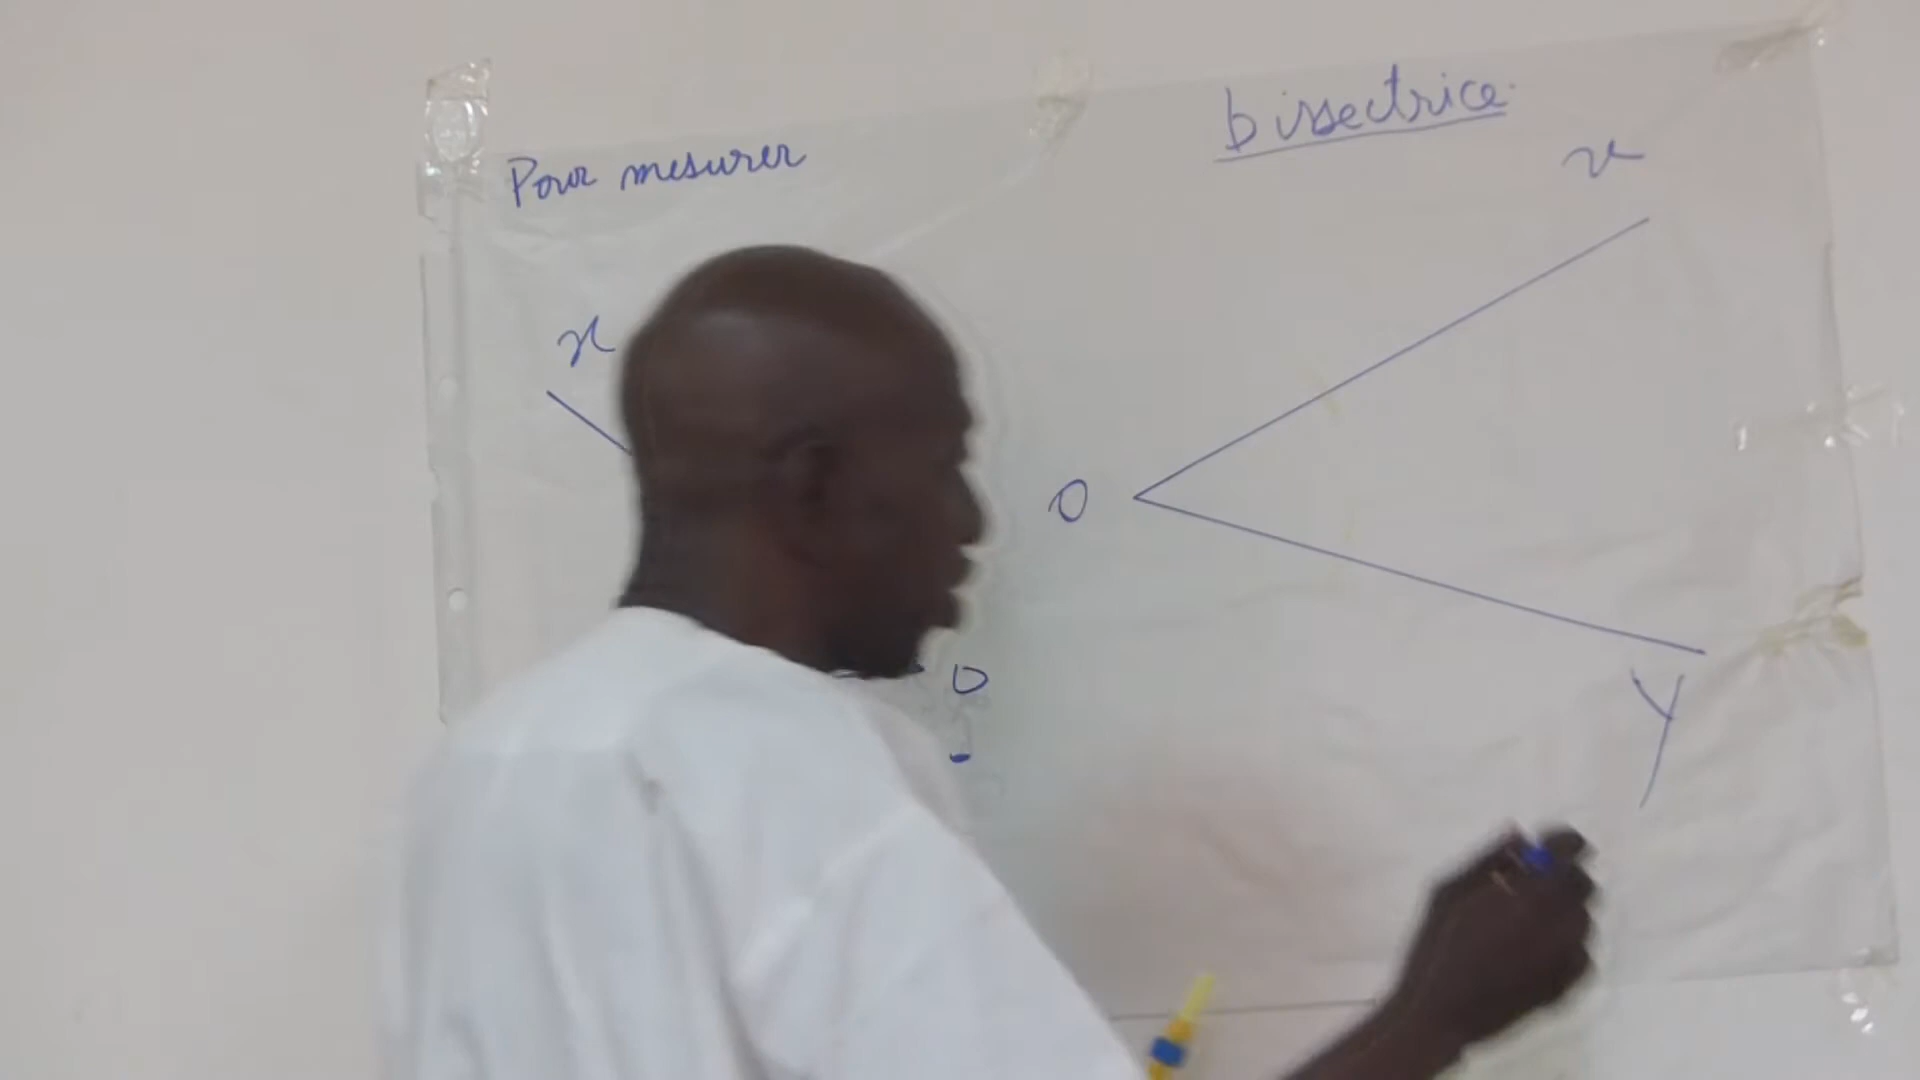 bissectrice
Pour mesurer
x
x
O
O
y